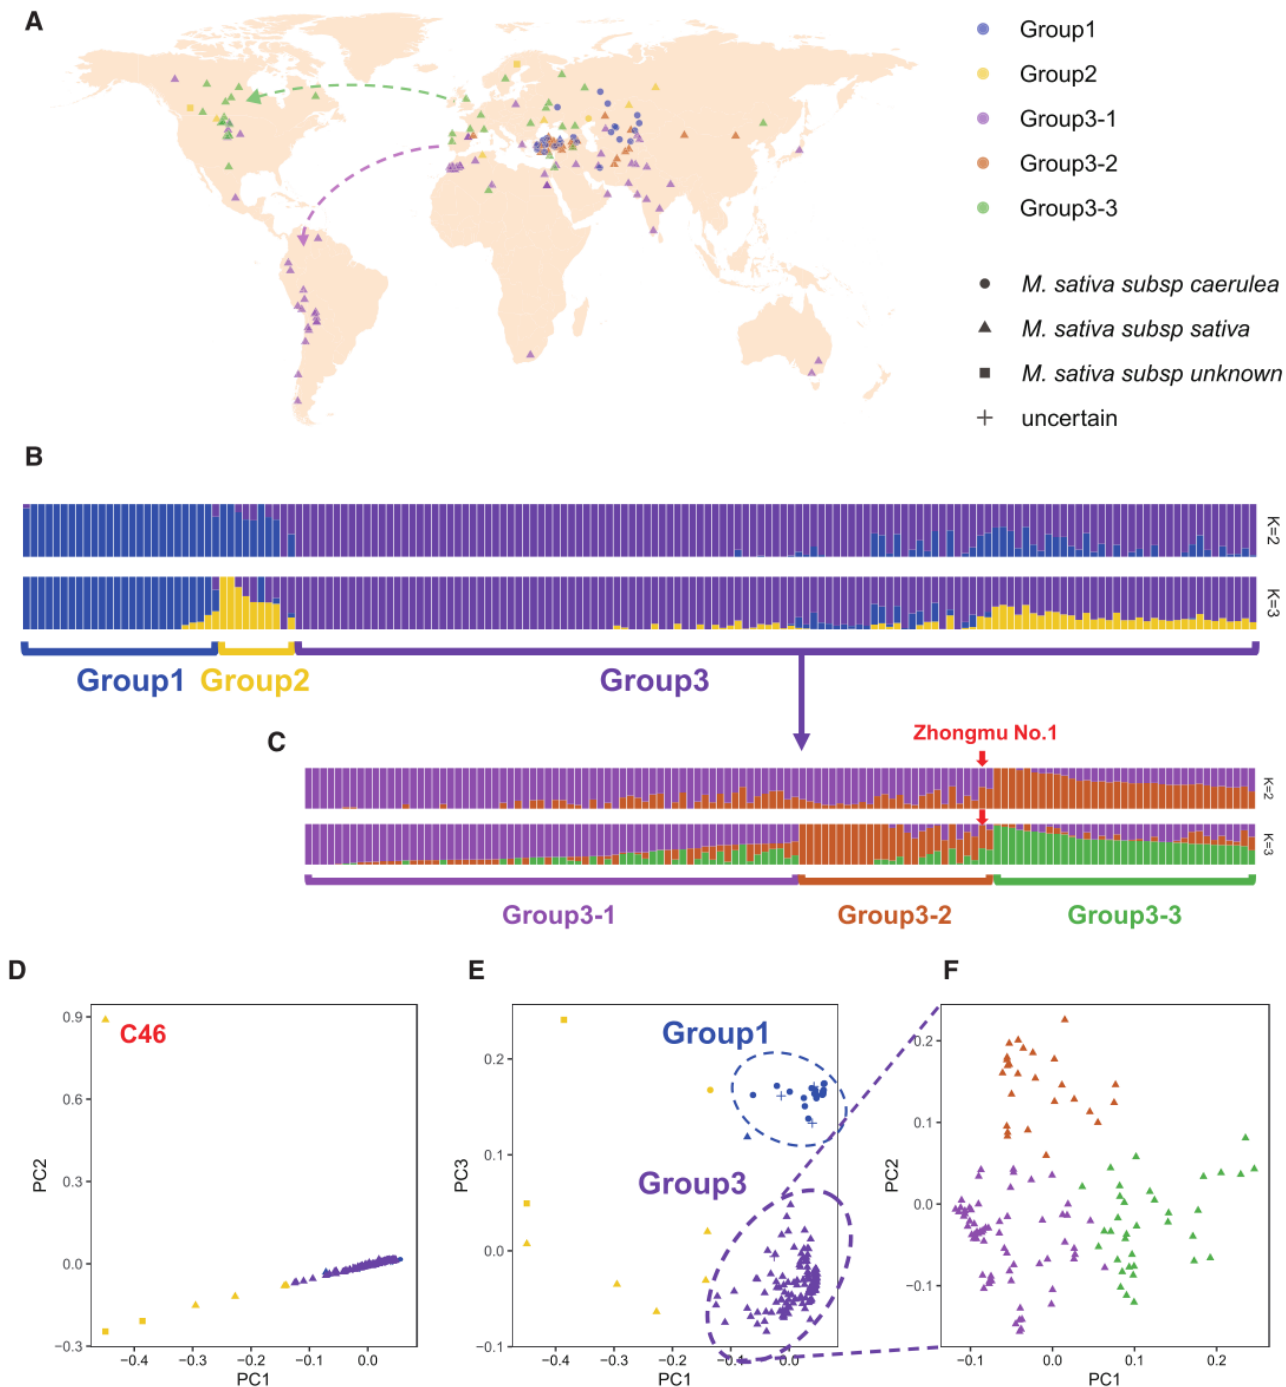 A
Group1
Group2
Group3-1
Group3-2
Group3-3
M. sativa subsp caerulea
M. sativa subsp sativa
M. sativa subsp unknown
uncertain
B
K=2
K=3
Group1 Group2 Group3
C
Zhongmu No.1
K=2
K=3
Group3-1 Group3-2 Group3-3
D
C46
0.9
0.6
0.3
0.0
−0.3
PC2
−0.4 −0.3 −0.2 −0.1 0.0
PC1
E
Group1
Group3
0.2
0.1
0.0
−0.1
PC3
−0.4 −0.3 −0.2 −0.1 0.0
PC1
F
0.2
0.1
0.0
−0.1
PC2
−0.1 0.0 0.1 0.2
PC1